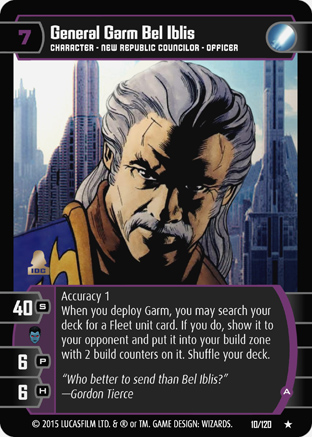 7
General Garm Bel Iblis
CHARACTER - NEW REPUBLIC COUNCILOR - OFFICER
IDC
40 S
6 P
6 H
Accuracy 1
When you deploy Garm, you may search your
deck for a Fleet unit card. If you do, show it to
your opponent and put it into your build zone
with 2 build counters on it. Shuffle your deck.
“Who better to send than Bel Iblis?”
—Gordon Tierce
A
© 2015 LUCASFILM LTD. & ® or TM. GAME DESIGN: WIZARDS.
10/120
★